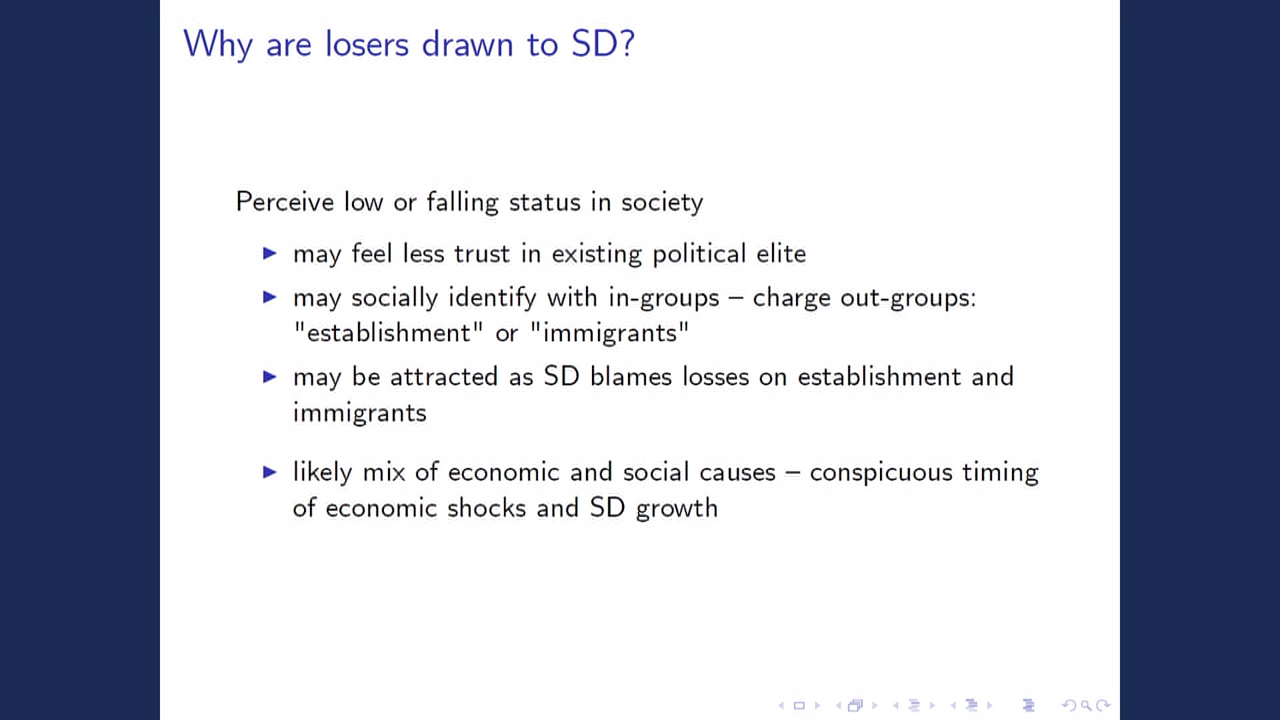 Why are losers drawn to SD?
Perceive low or falling status in society
may feel less trust in existing political elite
may socially identify with in-groups – charge out-groups:
"establishment" or "immigrants"
may be attracted as SD blames losses on establishment and
immigrants
likely mix of economic and social causes – conspicuous timing
of economic shocks and SD growth